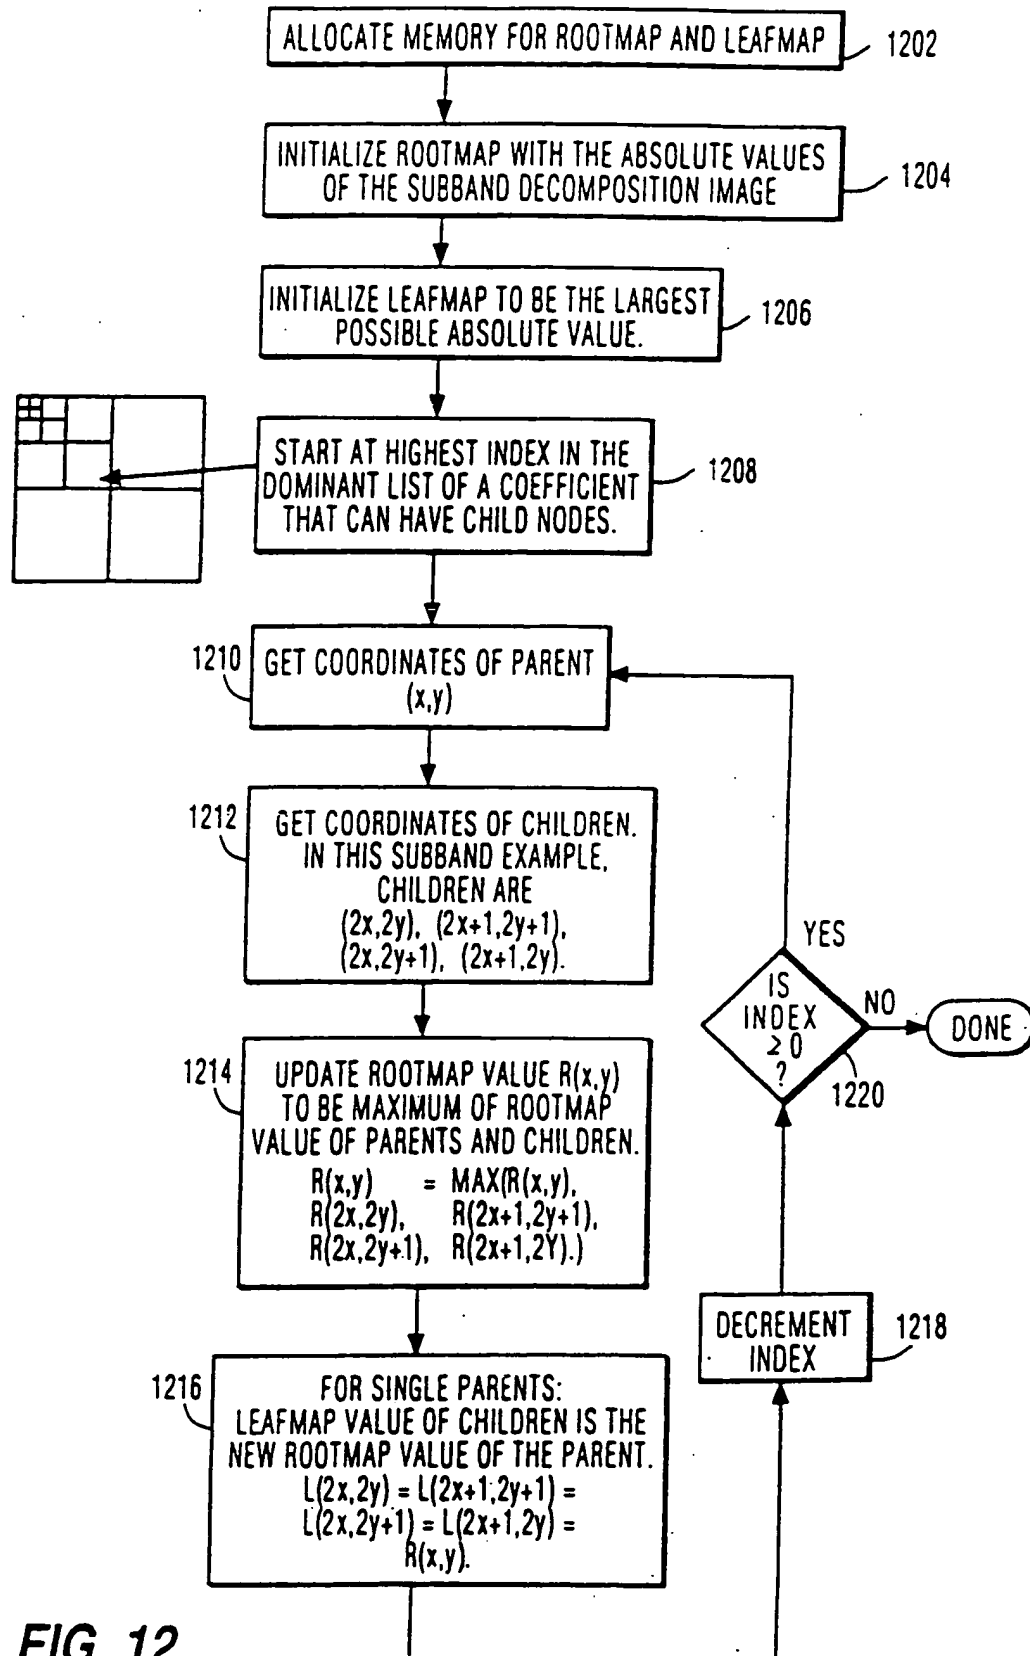 ALLOCATE MEMORY FOR ROOTMAP AND LEAFMAP
1202
INITIALIZE ROOTMAP WITH THE ABSOLUTE VALUES
OF THE SUBBAND DECOMPOSITION IMAGE
1204
INITIALIZE LEAFMAP TO BE THE LARGEST
POSSIBLE ABSOLUTE VALUE.
1206
START AT HIGHEST INDEX IN THE
DOMINANT LIST OF A COEFFICIENT
THAT CAN HAVE CHILD NODES.
1208
1210
GET COORDINATES OF PARENT
(x,y)
1212
GET COORDINATES OF CHILDREN.
IN THIS SUBBAND EXAMPLE,
CHILDREN ARE
(2x,2y), (2x+1,2y+1),
(2x,2y+1), (2x+1,2y).
1214
UPDATE ROOTMAP VALUE R(x,y)
TO BE MAXIMUM OF ROOTMAP
VALUE OF PARENTS AND CHILDREN.
R(x,y) = MAX(R(x,y),
R(2x,2y), R(2x+1,2y+1),
R(2x,2y+1), R(2x+1,2Y).)
1216
FOR SINGLE PARENTS:
LEAFMAP VALUE OF CHILDREN IS THE
NEW ROOTMAP VALUE OF THE PARENT.
L(2x,2y) = L(2x+1,2y+1) =
L(2x,2y+1) = L(2x+1,2y) =
R(x,y).
DECREMENT
INDEX
1218
IS
INDEX
≥0
?
1220
YES
NO
DONE
FIG. 12